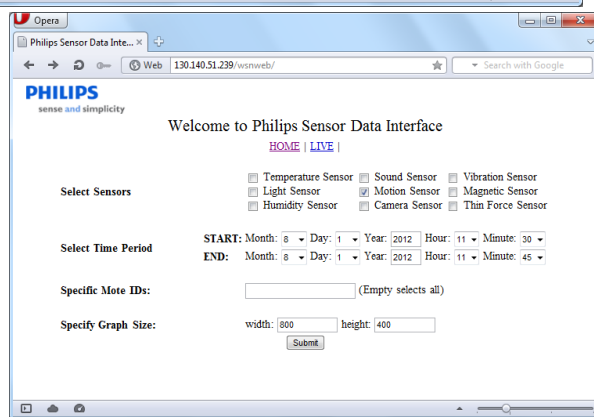 Opera
Philips Sensor Data Inte... ×
Web 130.140.51.239/wsnweb/ Search with Google
PHILIPS
sense and simplicity
Welcome to Philips Sensor Data Interface
HOME | LIVE |
Select Sensors
Temperature Sensor Sound Sensor Vibration Sensor
Light Sensor Motion Sensor Magnetic Sensor
Humidity Sensor Camera Sensor Thin Force Sensor
Select Time Period
START: Month: 8 Day: 1 Year: 2012 Hour: 11 Minute: 30
END: Month: 8 Day: 1 Year: 2012 Hour: 11 Minute: 45
Specific Mote IDs: (Empty selects all)
Specify Graph Size: width: 800 height: 400
Submit